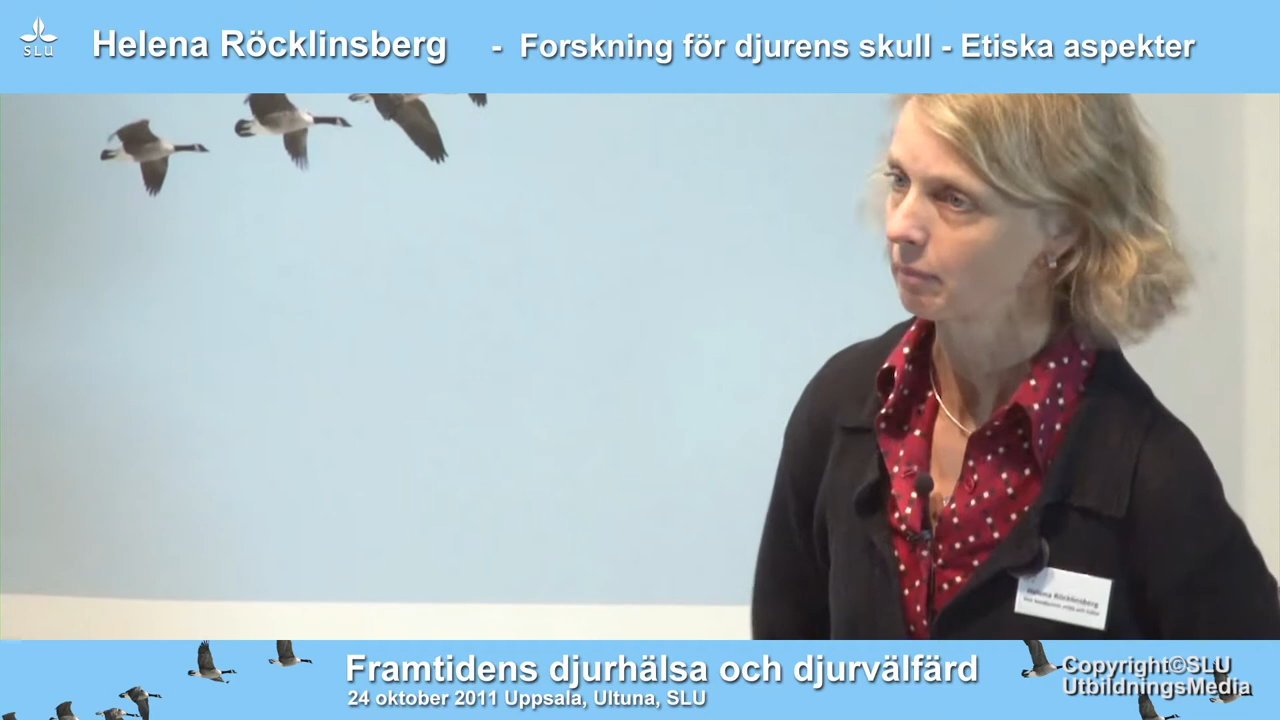 SLU
Helena Röcklinsberg - Forskning för djurens skull - Etiska aspekter
Helena Röcklinsberg
Framtidens djurhälsa och djurvälfärd
24 oktober 2011 Uppsala, Ultuna, SLU
Copyright©SLU
UtbildningsMedia